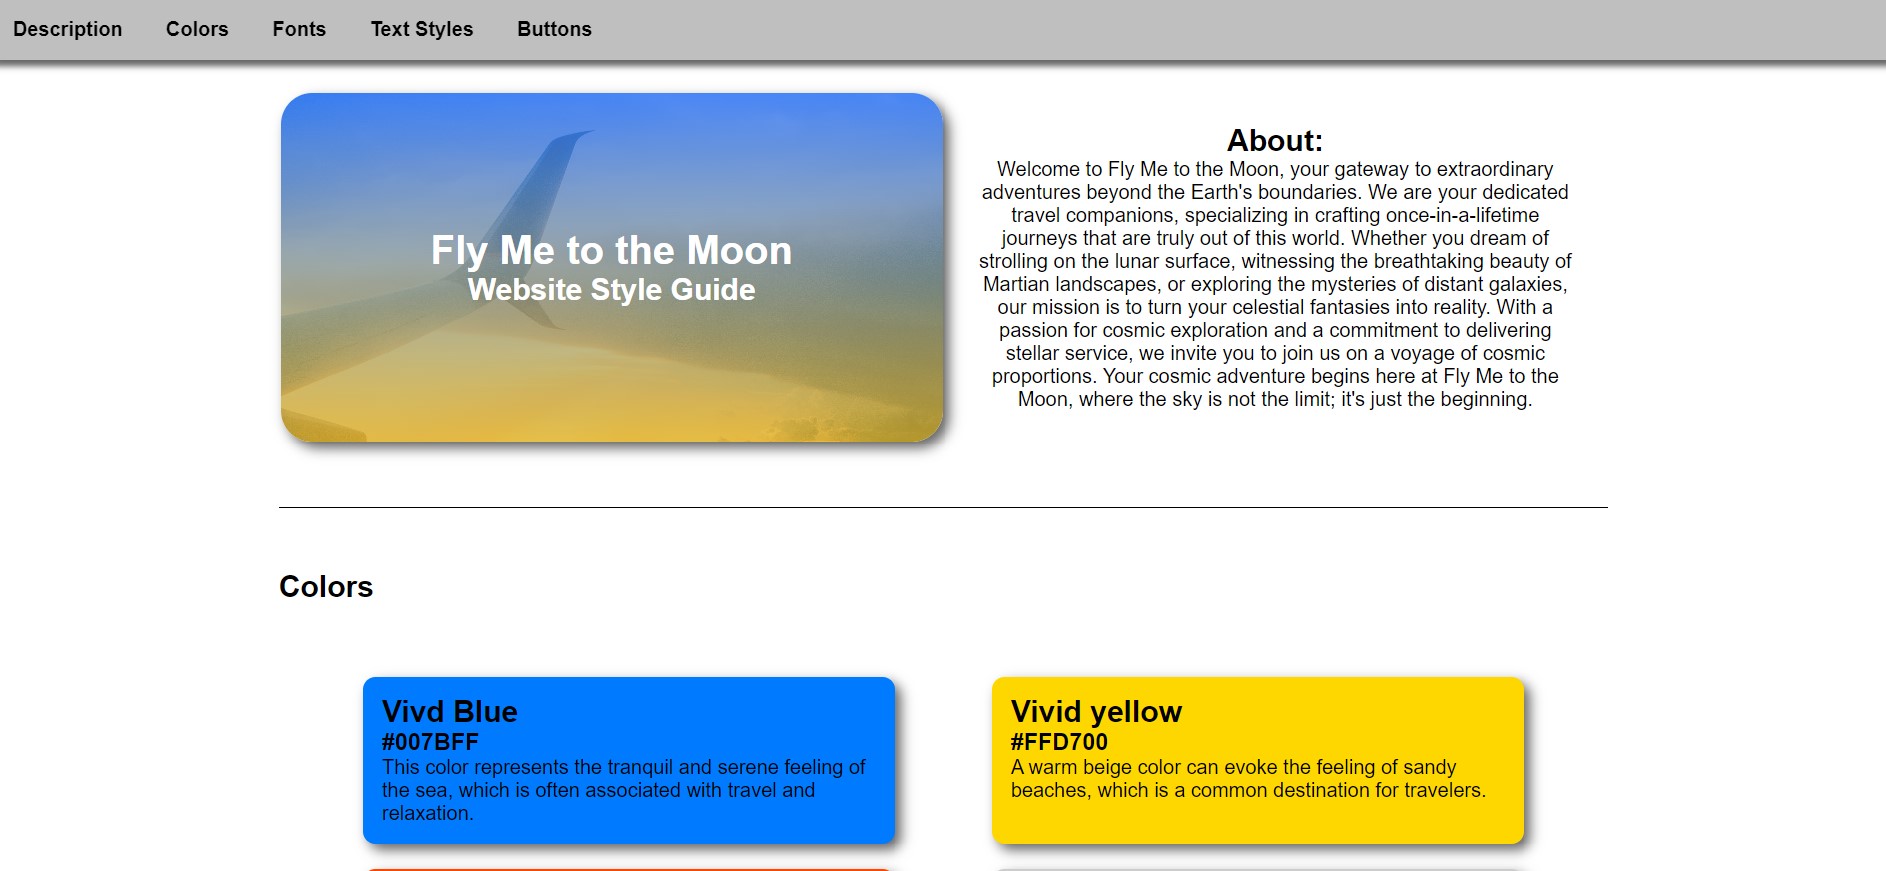 Description Colors Fonts Text Styles Buttons
Fly Me to the Moon
Website Style Guide
About:
Welcome to Fly Me to the Moon, your gateway to extraordinary
adventures beyond the Earth's boundaries. We are your dedicated
travel companions, specializing in crafting once-in-a-lifetime
journeys that are truly out of this world. Whether you dream of
strolling on the lunar surface, witnessing the breathtaking beauty of
Martian landscapes, or exploring the mysteries of distant galaxies,
our mission is to turn your celestial fantasies into reality. With a
passion for cosmic exploration and a commitment to delivering
stellar service, we invite you to join us on a voyage of cosmic
proportions. Your cosmic adventure begins here at Fly Me to the
Moon, where the sky is not the limit; it's just the beginning.
Colors
Vivd Blue
#007BFF
This color represents the tranquil and serene feeling of
the sea, which is often associated with travel and
relaxation.
Vivid yellow
#FFD700
A warm beige color can evoke the feeling of sandy
beaches, which is a common destination for travelers.